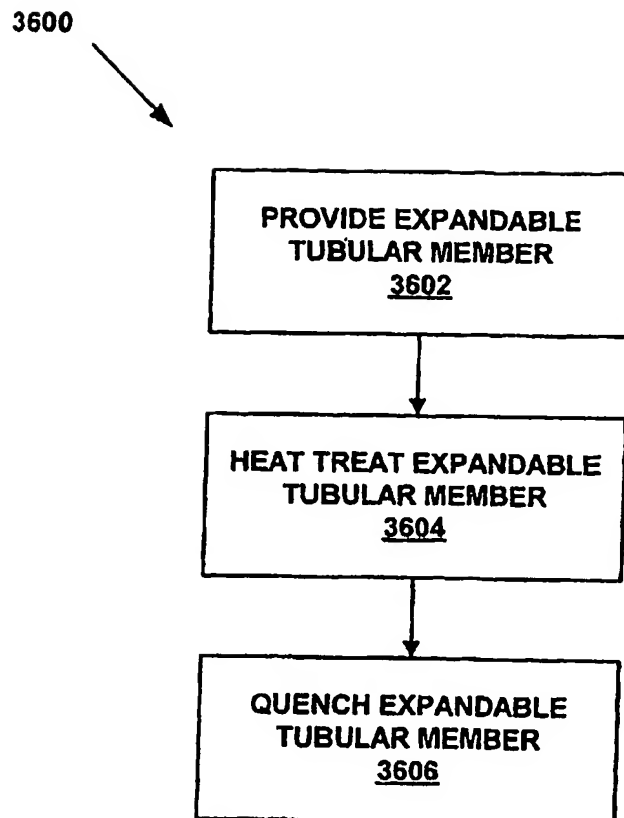 3600
PROVIDE EXPANDABLE
TUBULAR MEMBER
3602
HEAT TREAT EXPANDABLE
TUBULAR MEMBER
3604
QUENCH EXPANDABLE
TUBULAR MEMBER
3606